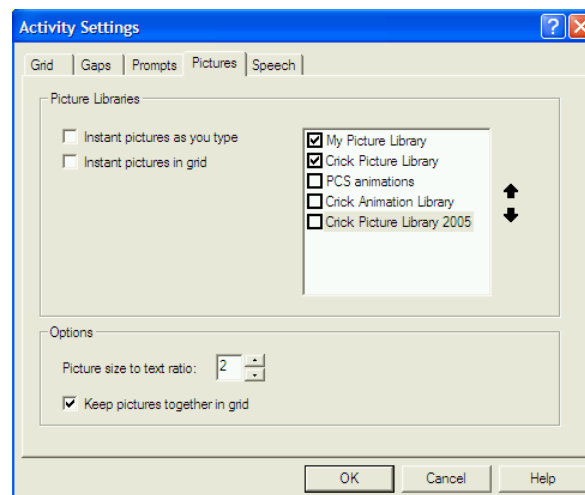 Activity Settings
Grid Gaps Prompts Pictures Speech
Picture Libraries
Instant pictures as you type
Instant pictures in grid
My Picture Library
Crick Picture Library
PCS animations
Crick Animation Library
Crick Picture Library 2005
Options
Picture size to text ratio: 2
Keep pictures together in grid
OK Cancel Help